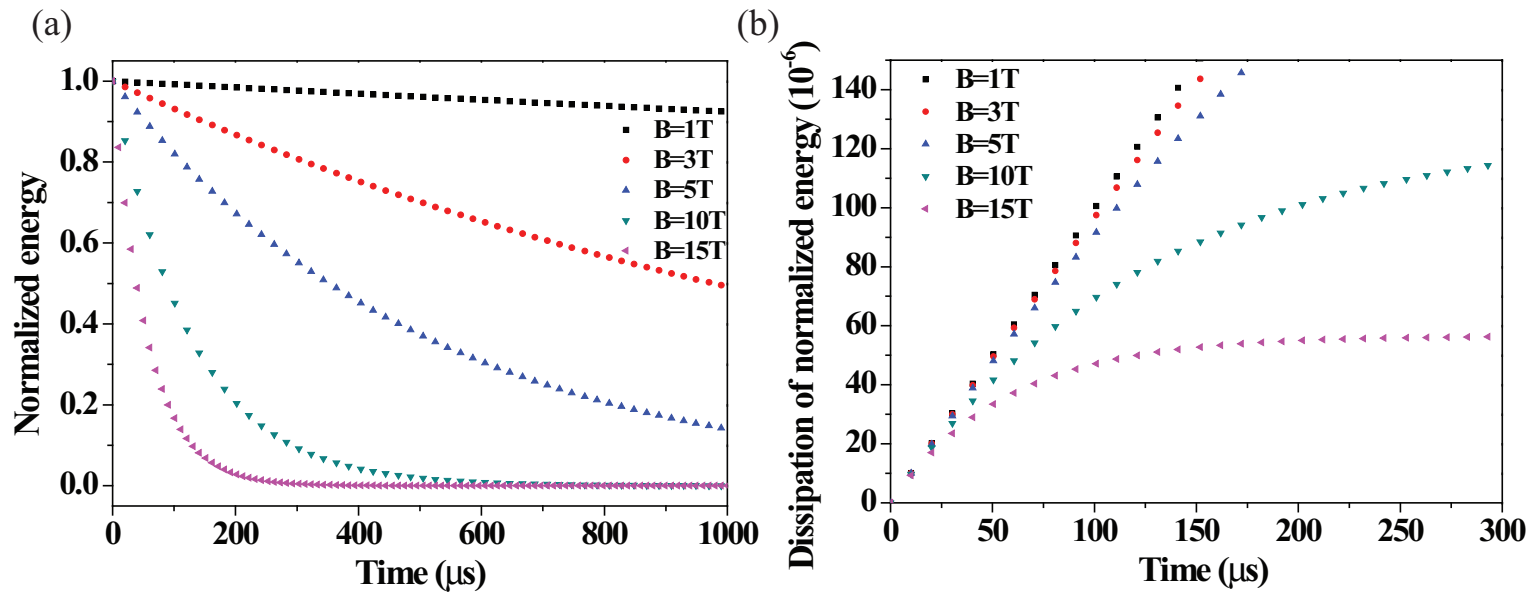 (a)
Normalized energy
1.0
0.8
0.6
0.4
0.2
0.0
B=1T
B=3T
B=5T
B=10T
B=15T
0 200 400 600 800 1000
Time (μs)
(b)
Dissipation of normalized energy (10⁻⁶)
140
120
100
80
60
40
20
0
B=1T
B=3T
B=5T
B=10T
B=15T
0 50 100 150 200 250 300
Time (μs)